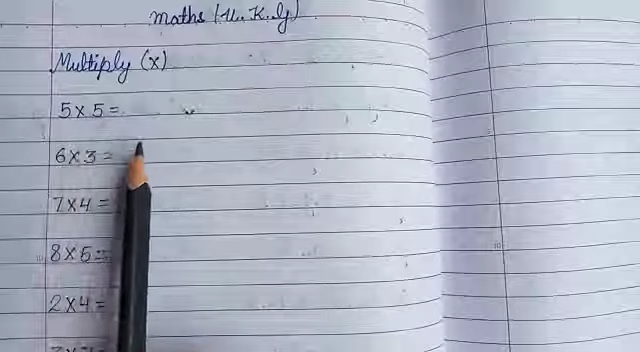 maths (U.K.g)
Multiply (x)
5 x 5 =
6 x 3 =
7 x 4 =
8 x 5 =
2 x 4 =